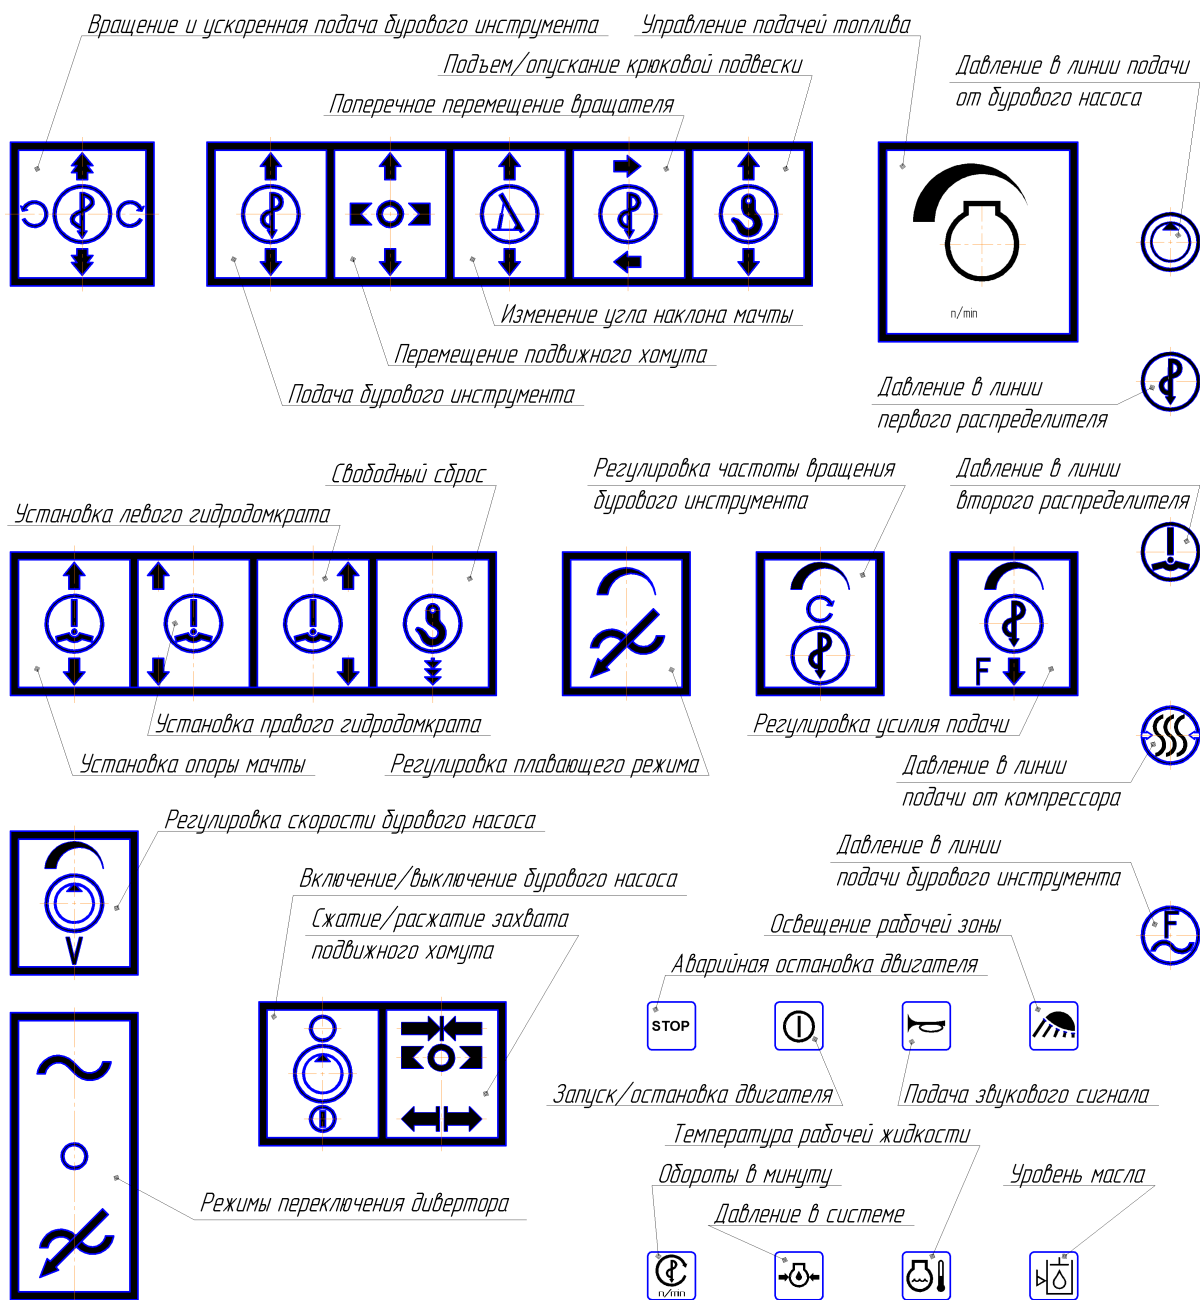 Вращение и ускоренная подача бурового инструмента
Управление подачей топлива
Подъем/опускание крюковой подвески
Давление в линии подачи
от бурового насоса
Поперечное перемещение вращателя
n/min
Изменение угла наклона мачты
Перемещение подвижного хомута
Подача бурового инструмента
Давление в линии
первого распределителя
Свободный сброс
Регулировка частоты вращения
бурового инструмента
Давление в линии
второго распределителя
Установка левого гидродомкрата
F
Установка правого гидродомкрата
Регулировка усилия подачи
Установка опоры мачты
Регулировка плавающего режима
Давление в линии
подачи от компрессора
Регулировка скорости бурового насоса
V
Давление в линии
подачи бурового инструмента
F
Включение/выключение бурового насоса
Сжатие/расжатие захвата
подвижного хомута
Освещение рабочей зоны
Аварийная остановка двигателя
STOP
Запуск/остановка двигателя
Подача звукового сигнала
Температура рабочей жидкости
Обороты в минуту
Уровень масла
Режимы переключения дивертора
Давление в системе
n/min